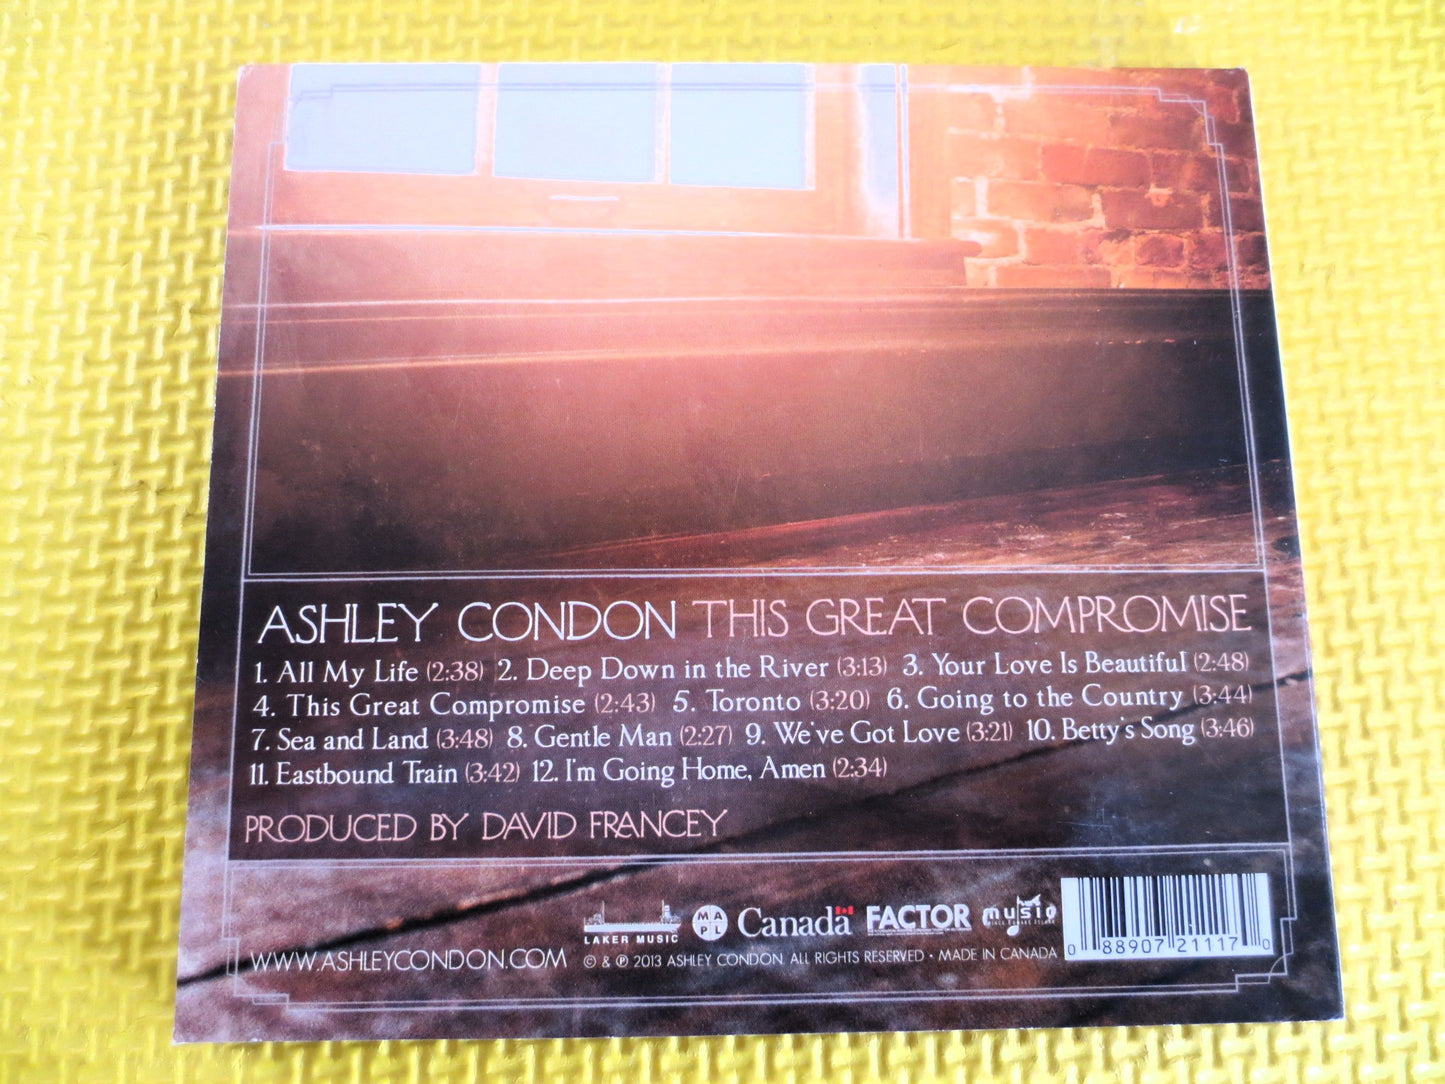 ASHLEY CONDON THIS GREAT COMPROMISE
1. All My Life (2:38) 2. Deep Down in the River (3:13) 3. Your Love Is Beautiful (2:48)
4. This Great Compromise (2:43) 5. Toronto (3:20) 6. Going to the Country (3:44)
7. Sea and Land (3:48) 8. Gentle Man (2:27) 9. We've Got Love (3:21) 10. Betty's Song (3:46)
11. Eastbound Train (3:42) 12. I'm Going Home, Amen (2:34)
PRODUCED BY DAVID FRANCEY
LAKER MUSIC MAPL Canada FACTOR music
WWW.ASHLEYCONDON.COM © & ℗ 2013 ASHLEY CONDON. ALL RIGHTS RESERVED • MADE IN CANADA
0 88907 21117 0